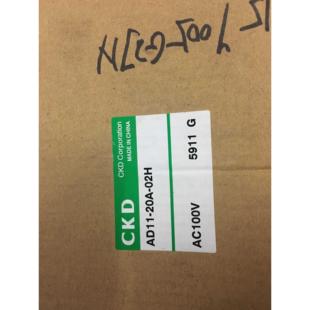 CKD
CKD Corporation
MADE IN CHINA
AD11-20A-02H
AC100V
5911 G